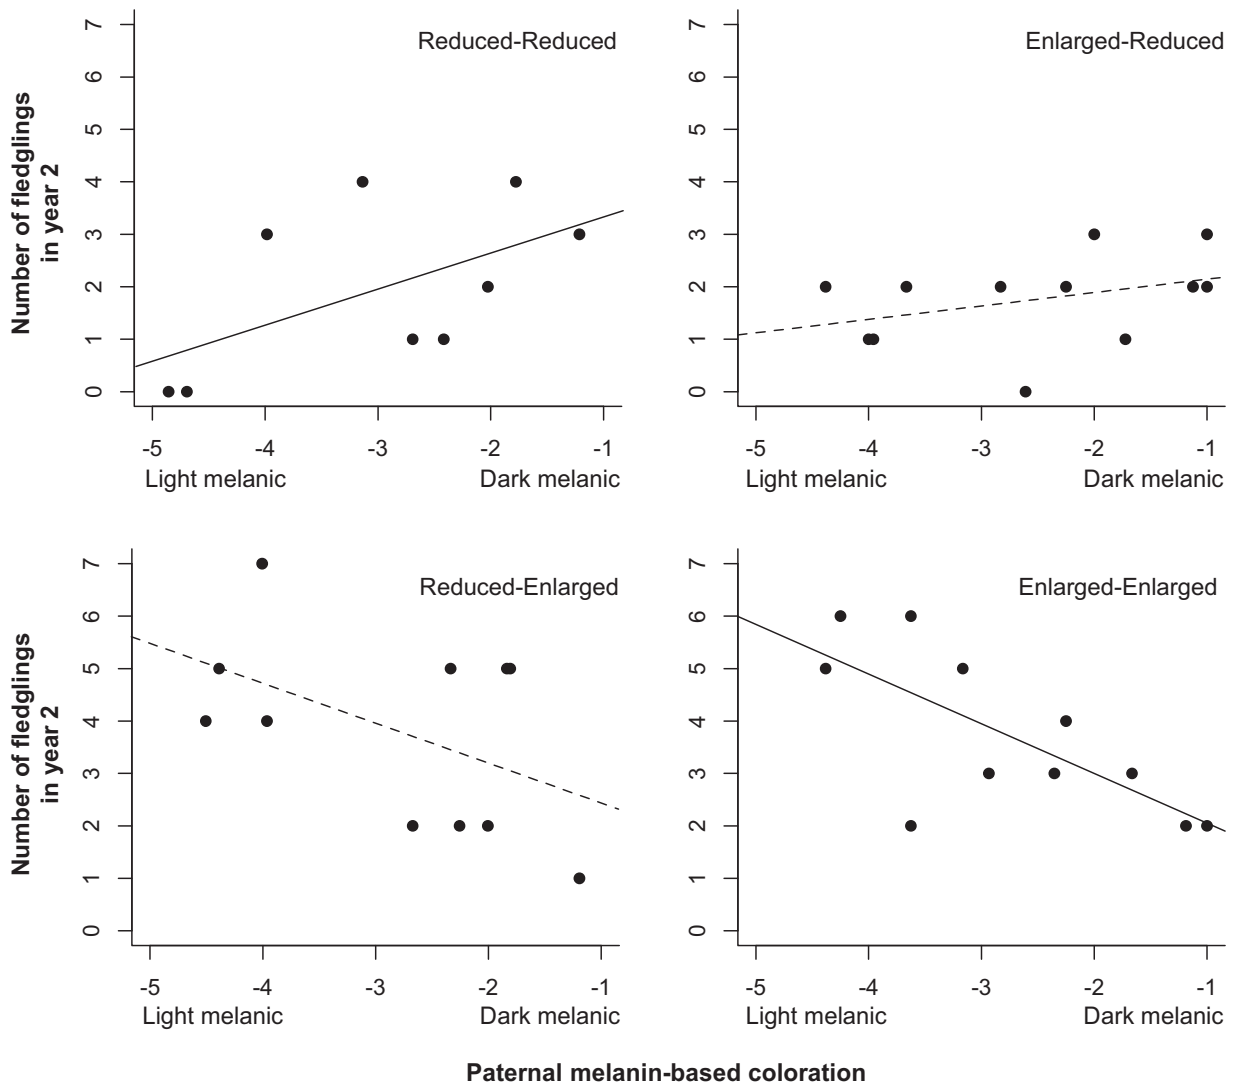 Reduced-Reduced
Number of fledglings
in year 2
7
6
5
4
3
2
1
0
-5 -4 -3 -2 -1
Light melanic Dark melanic
Enlarged-Reduced
7
6
5
4
3
2
1
0
-5 -4 -3 -2 -1
Light melanic Dark melanic
Reduced-Enlarged
Number of fledglings
in year 2
7
6
5
4
3
2
1
0
-5 -4 -3 -2 -1
Light melanic Dark melanic
Enlarged-Enlarged
7
6
5
4
3
2
1
0
-5 -4 -3 -2 -1
Light melanic Dark melanic
Paternal melanin-based coloration